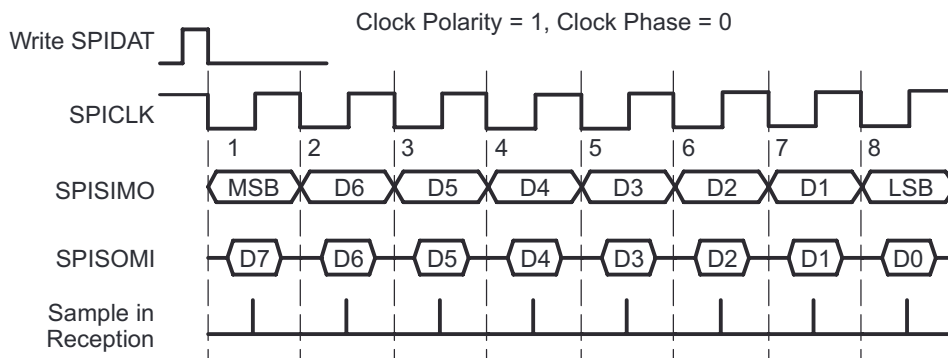 Clock Polarity = 1, Clock Phase = 0
Write SPIDAT
SPICLK
1 2 3 4 5 6 7 8
SPISIMO MSB D6 D5 D4 D3 D2 D1 LSB
SPISOMI D7 D6 D5 D4 D3 D2 D1 D0
Sample in
Reception